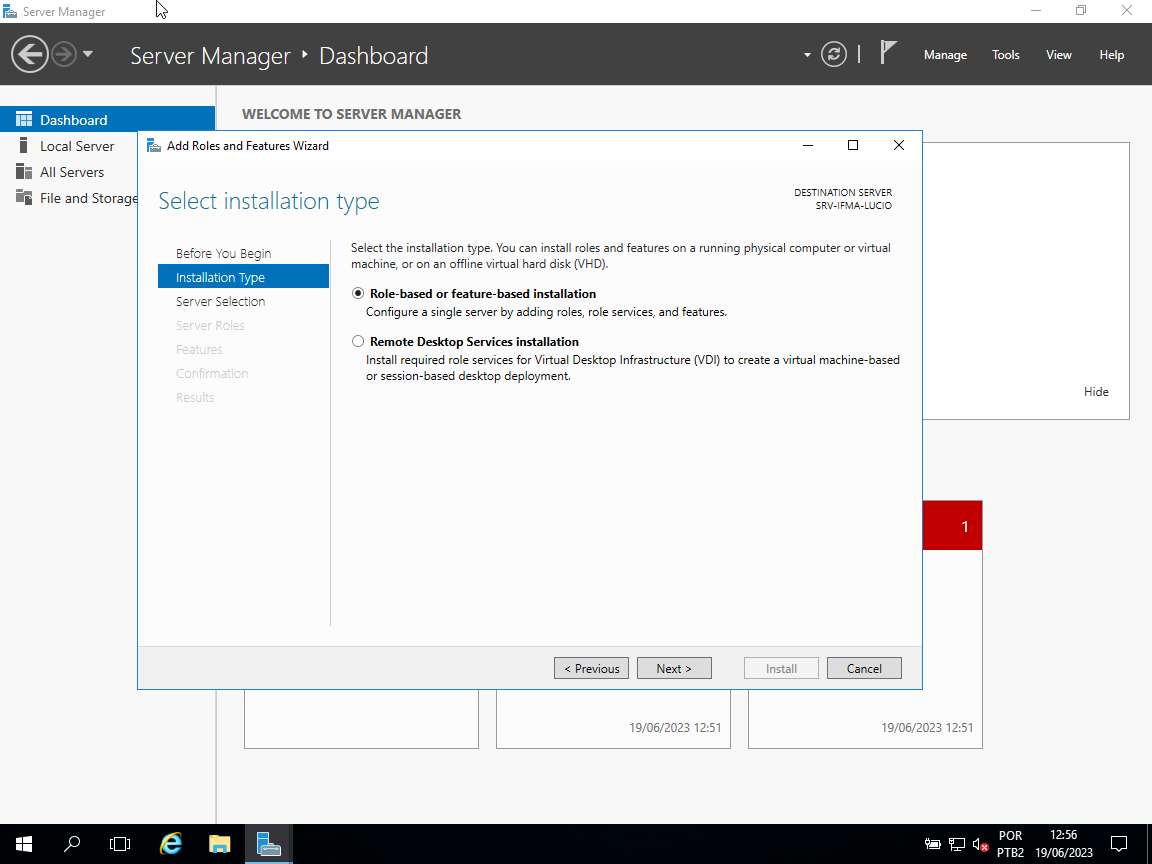 Server Manager
Server Manager ‣ Dashboard
Manage
Tools
View
Help
Dashboard
Local Server
All Servers
File and Storage
WELCOME TO SERVER MANAGER
Add Roles and Features Wizard
Select installation type
DESTINATION SERVER
SRV-IFMA-LUCIO
Before You Begin
Installation Type
Server Selection
Server Roles
Features
Confirmation
Results
Select the installation type. You can install roles and features on a running physical computer or virtual
machine, or on an offline virtual hard disk (VHD).
Role-based or feature-based installation
Configure a single server by adding roles, role services, and features.
Remote Desktop Services installation
Install required role services for Virtual Desktop Infrastructure (VDI) to create a virtual machine-based
or session-based desktop deployment.
Hide
1
< Previous
Next >
Install
Cancel
19/06/2023 12:51
19/06/2023 12:51
POR
PTB2
12:56
19/06/2023